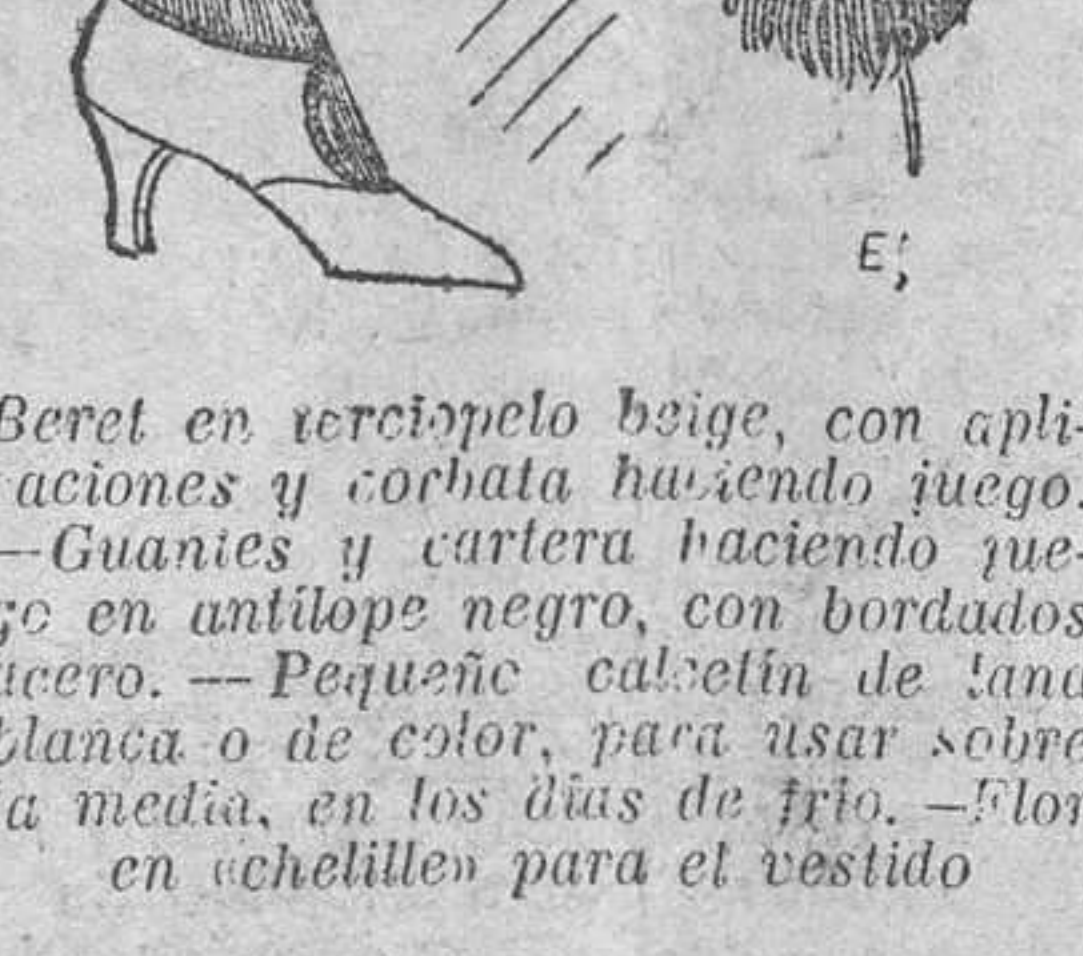 E;
Beret en terciopelo beige, con apli-
caciones y corbata haciendo juego.
—Guantes y cartera haciendo jue-
go en antílope negro, con bordados
acero. — Pequeño calcetín de lana
blanca o de color, para usar sobre
la media, en los días de frío. —Flor
en «chelille» para el vestido